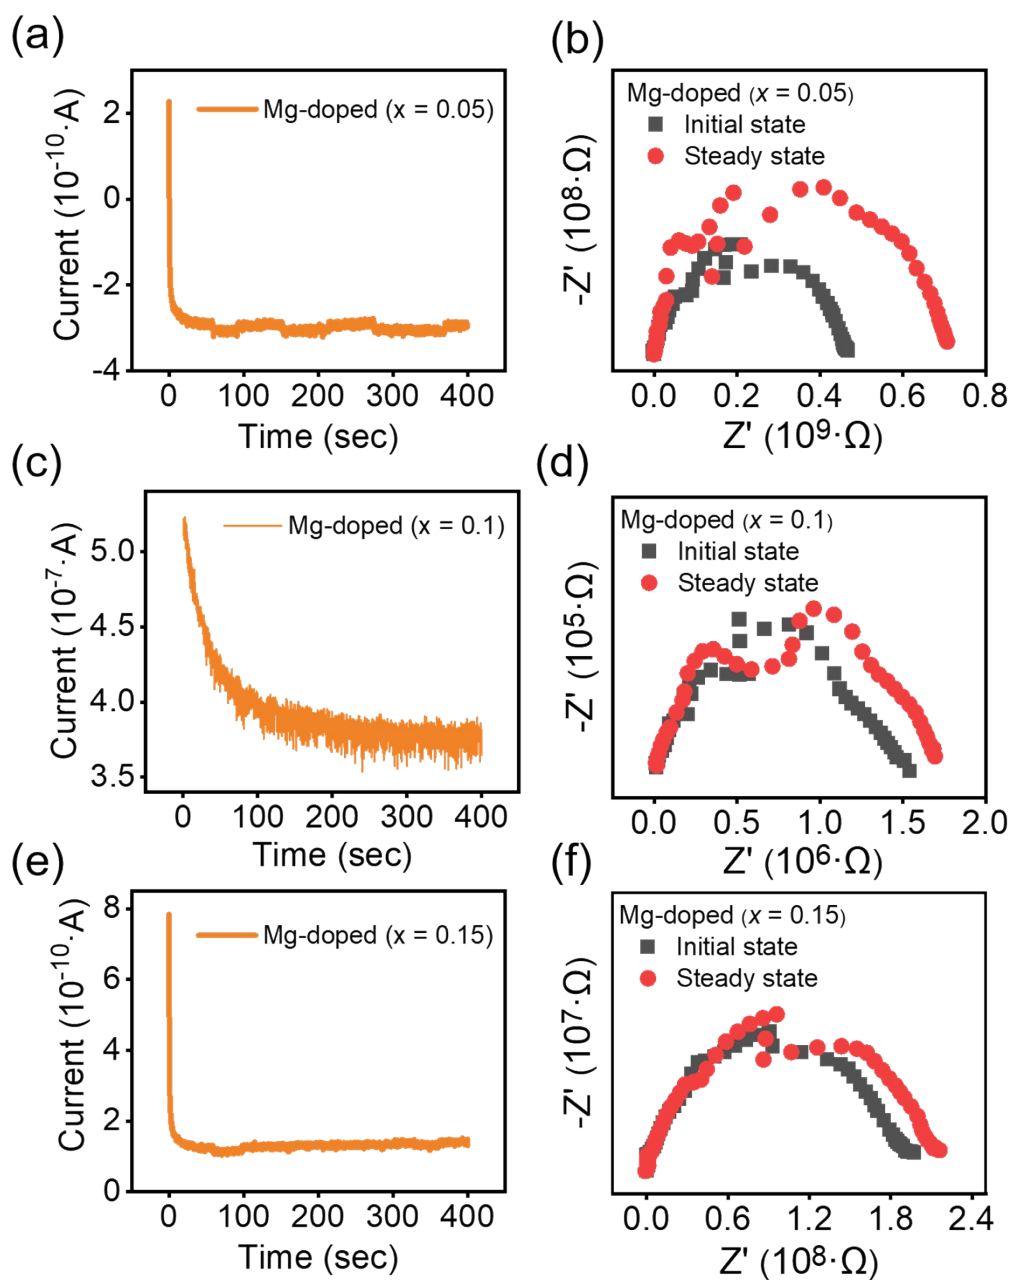 (a)
Mg-doped (x = 0.05)
2
0
-2
-4
Current (10⁻¹⁰·A)
0 100 200 300 400
Time (sec)
(b)
Mg-doped (x = 0.05)
Initial state
Steady state
-Z' (10⁸·Ω)
0.0 0.2 0.4 0.6 0.8
Z' (10⁹·Ω)
(c)
Mg-doped (x = 0.1)
5.0
4.5
4.0
3.5
Current (10⁻⁷·A)
0 100 200 300 400
Time (sec)
(d)
Mg-doped (x = 0.1)
Initial state
Steady state
-Z' (10⁵·Ω)
0.0 0.5 1.0 1.5 2.0
Z' (10⁶·Ω)
(e)
Mg-doped (x = 0.15)
8
6
4
2
0
Current (10⁻¹⁰·A)
0 100 200 300 400
Time (sec)
(f)
Mg-doped (x = 0.15)
Initial state
Steady state
-Z' (10⁷·Ω)
0.0 0.6 1.2 1.8 2.4
Z' (10⁸·Ω)